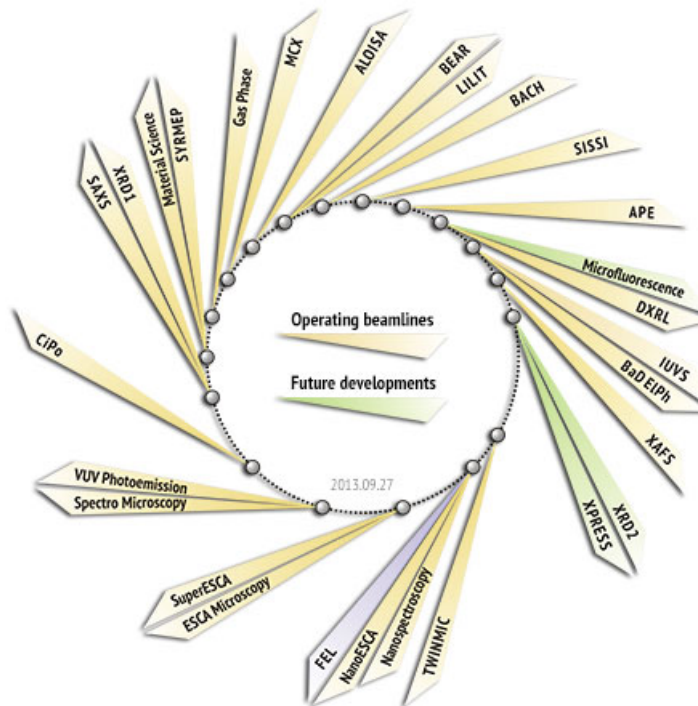 MCX
ALOISA
BEAR
LILIT
BACH
SISSI
APE
Microfluorescence
DXRL
IUVS
BaD ElPh
XAFS
XRD2
XPRESS
TWINMIC
Nanospectroscopy
NanoESCA
FEL
ESCA Microscopy
SuperESCA
Spectro Microscopy
VUV Photoemission
CiPo
SAXS
XRD1
Material Science
SYRMEP
Gas Phase
Operating beamlines
Future developments
2013.09.27